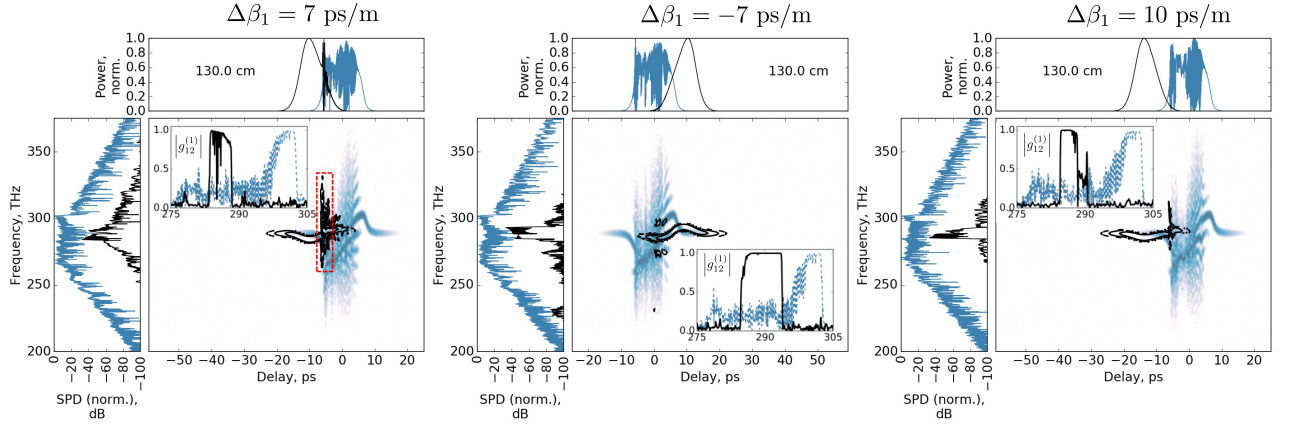 Δβ₁ = 7 ps/m
Power, norm.
1.0
0.8
0.6
0.4
0.2
0.0
130.0 cm
Frequency, THz
350
300
250
200
|g₁₂⁽¹⁾|
1.0
0.5
0.0
275 290 305
0 −20 −40 −60 −80 −100
SPD (norm.), dB
−50 −40 −30 −20 −10 0 10 20
Delay, ps
Δβ₁ = −7 ps/m
Power, norm.
1.0
0.8
0.6
0.4
0.2
0.0
130.0 cm
Frequency, THz
350
300
250
200
|g₁₂⁽¹⁾|
1.0
0.5
0.0
275 290 305
0 −20 −40 −60 −80 −100
SPD (norm.), dB
−20 −10 0 10 20 30 40 50
Delay, ps
Δβ₁ = 10 ps/m
Power, norm.
1.0
0.8
0.6
0.4
0.2
0.0
130.0 cm
Frequency, THz
350
300
250
200
|g₁₂⁽¹⁾|
1.0
0.5
0.0
275 290 305
0 −20 −40 −60 −80 −100
SPD (norm.), dB
−50 −40 −30 −20 −10 0 10 20
Delay, ps